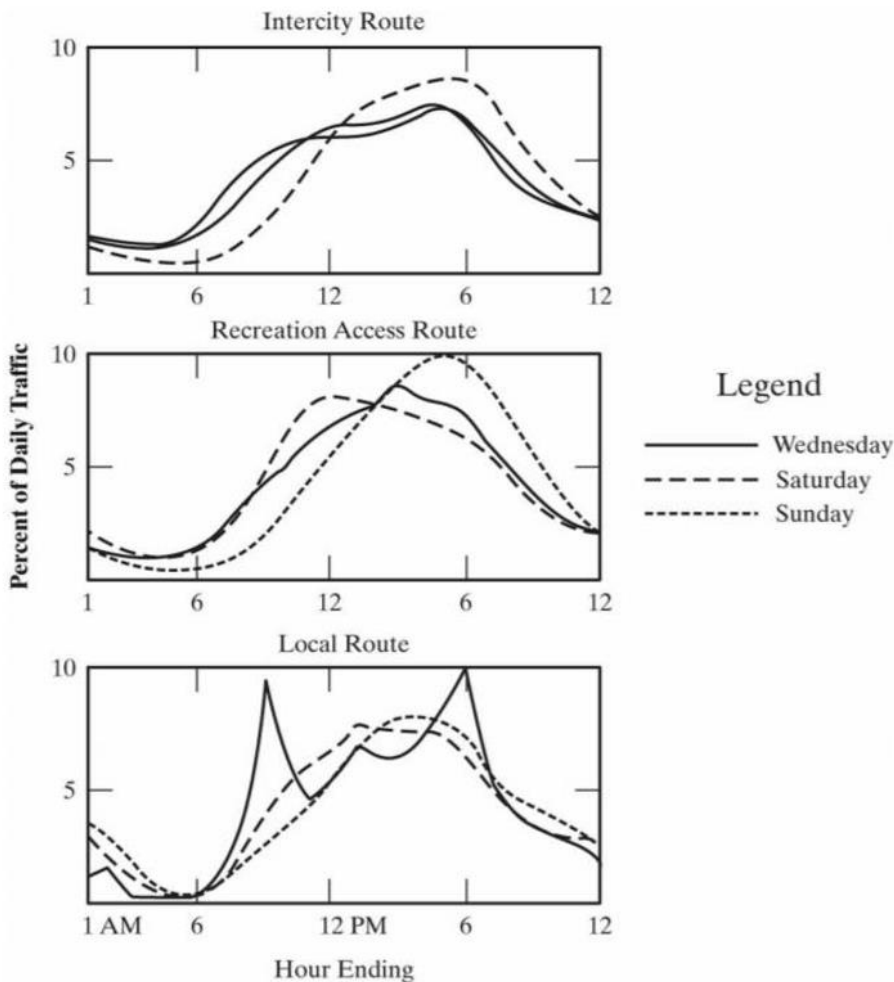 Intercity Route
10
5
1 6 12 6 12
Recreation Access Route
10
5
1 6 12 6 12
Local Route
10
5
1 AM 6 12 PM 6 12
Hour Ending
Percent of Daily Traffic
Legend
Wednesday
Saturday
Sunday